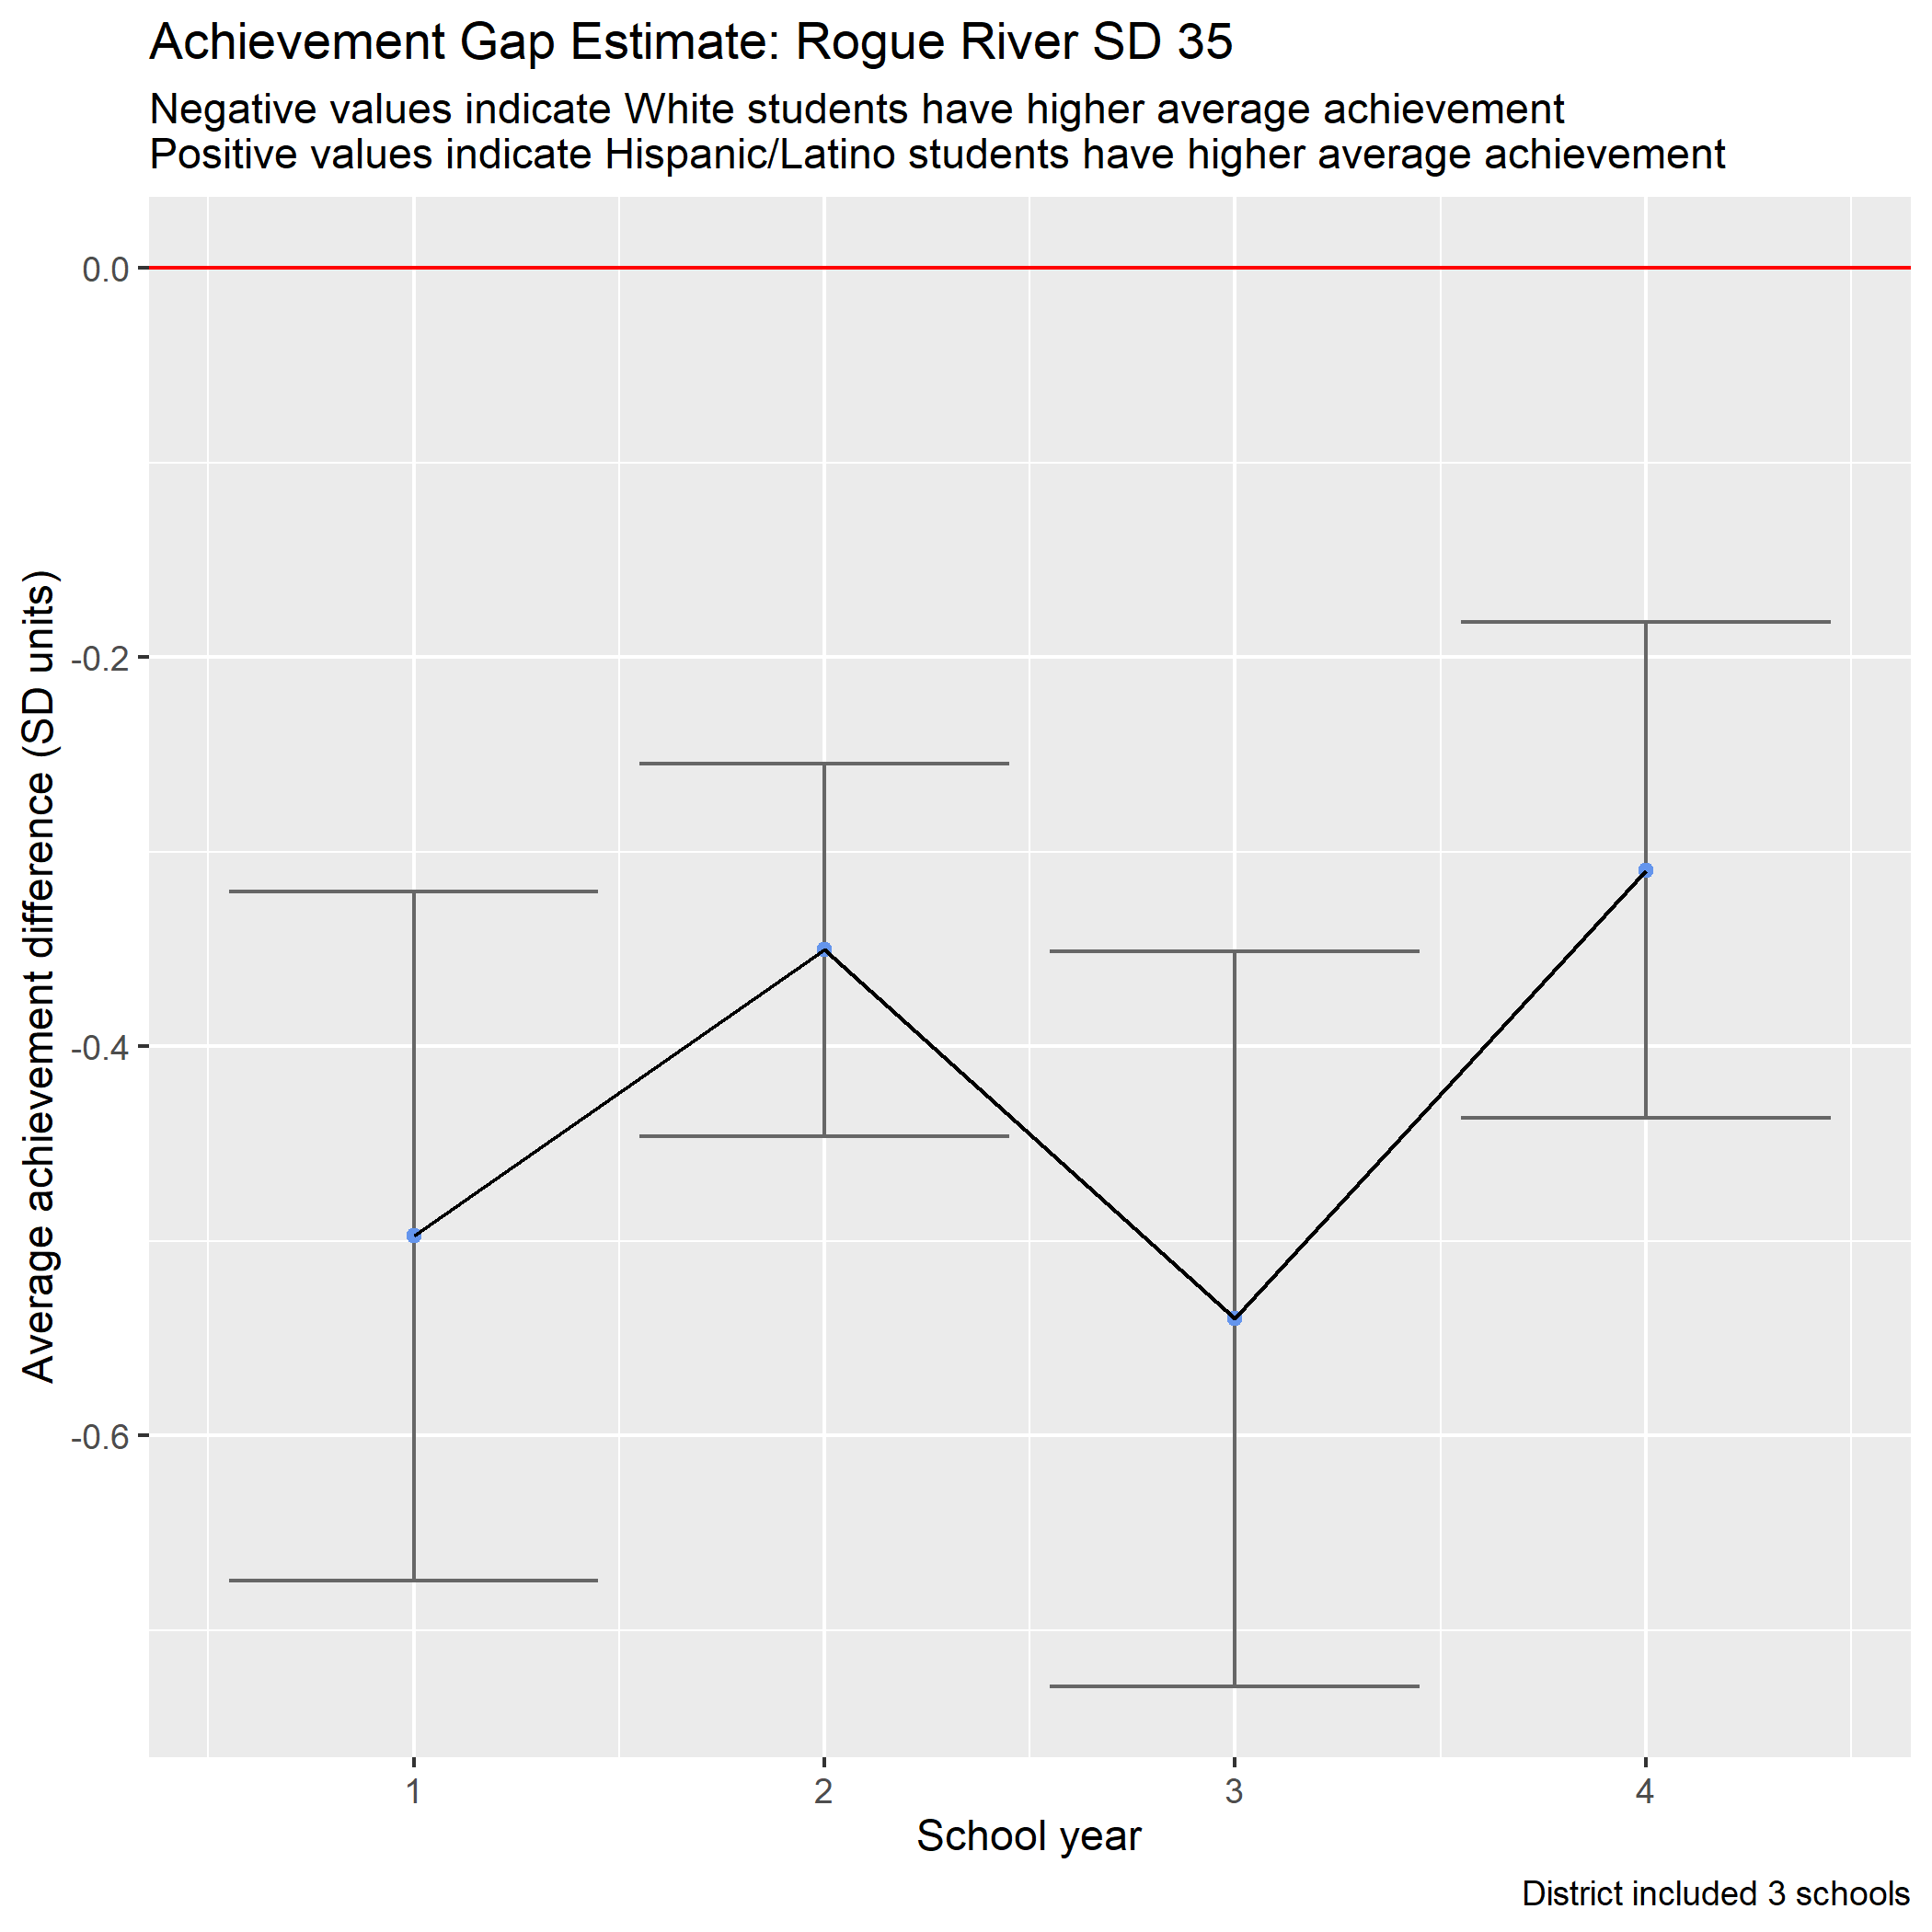 Achievement Gap Estimate: Rogue River SD 35
Negative values indicate White students have higher average achievement
Positive values indicate Hispanic/Latino students have higher average achievement
Average achievement difference (SD units)
0.0
-0.2
-0.4
-0.6
1 2 3 4
School year
District included 3 schools